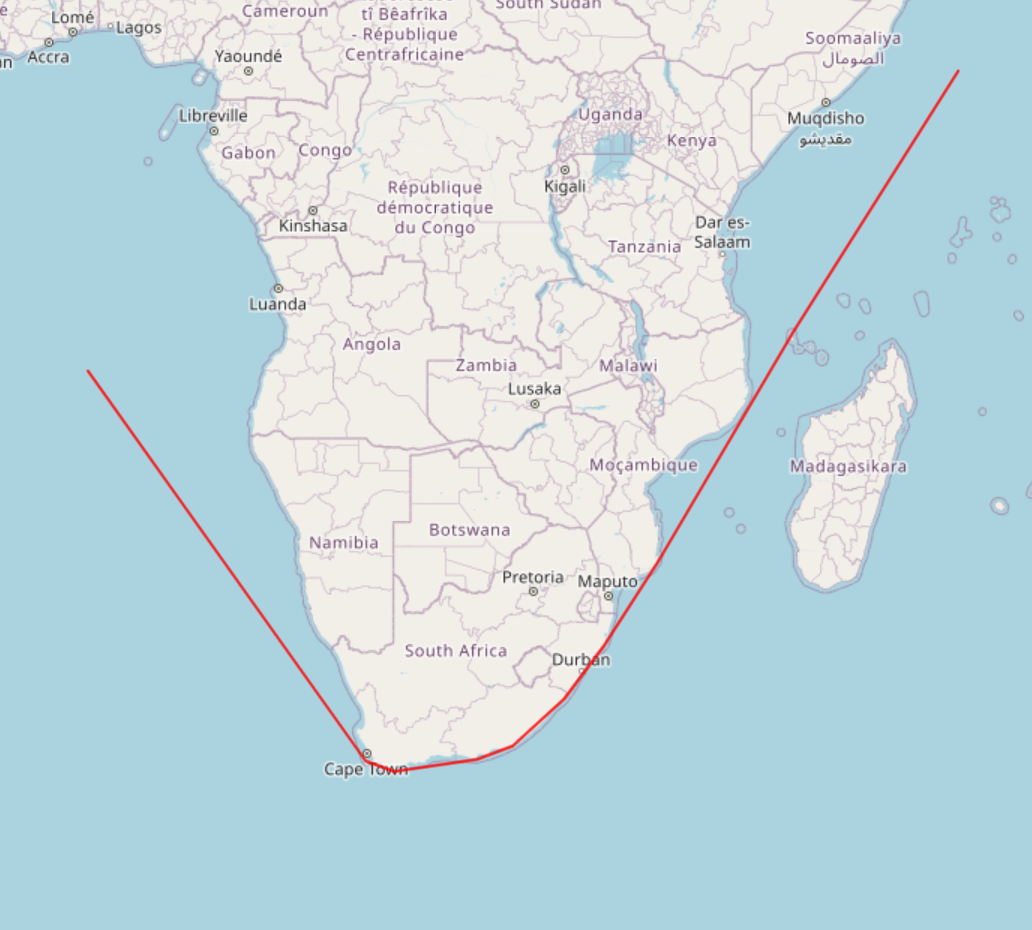 Cameroun
tî Bêafrîka
- République
Centrafricaine
South Sudan
Lomé
Lagos
Accra
Yaoundé
Soomaaliya
الصومال
Libreville
Uganda
Muqdisho
مقديشو
Gabon
Congo
Kenya
Kigali
République
démocratique
du Congo
Kinshasa
Dar es-
Salaam
Tanzania
Luanda
Angola
Zambia
Malawi
Lusaka
Moçambique
Madagasikara
Botswana
Namibia
Pretoria
Maputo
South Africa
Durban
Cape Town